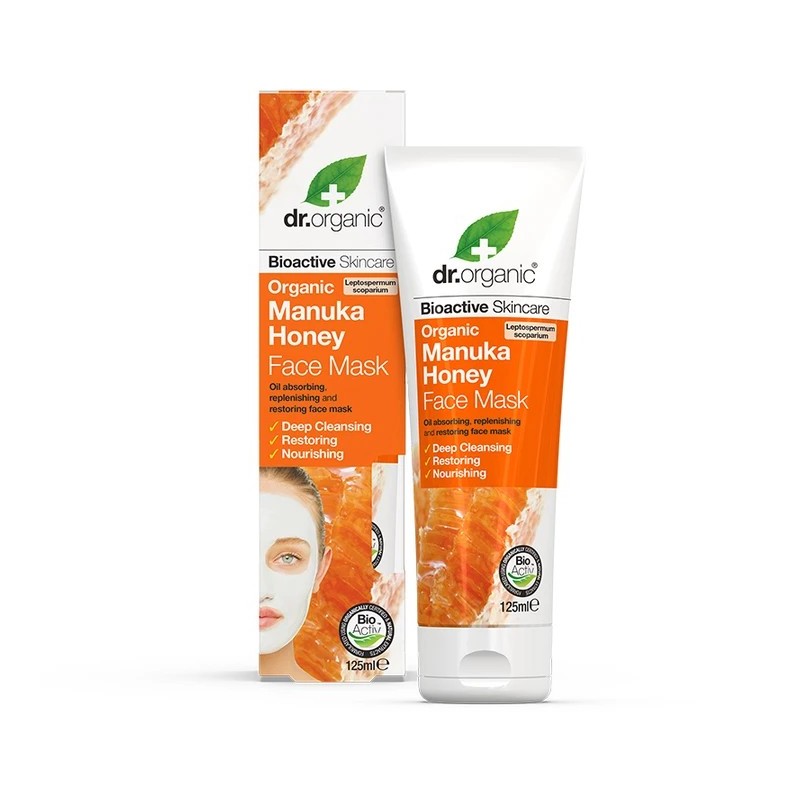 dr.organic®
Bioactive Skincare
Organic
Leptospermum
scoparium
Manuka
Honey
Face Mask
Oil absorbing,
replenishing and
restoring face mask
✓ Deep Cleansing
✓ Restoring
✓ Nourishing
Bio
Activ
125ml℮
dr.organic®
Bioactive Skincare
Organic
Leptospermum
scoparium
Manuka
Honey
Face Mask
Oil absorbing, replenishing
and restoring face mask
✓ Deep Cleansing
✓ Restoring
✓ Nourishing
Bio
Activ
125ml℮